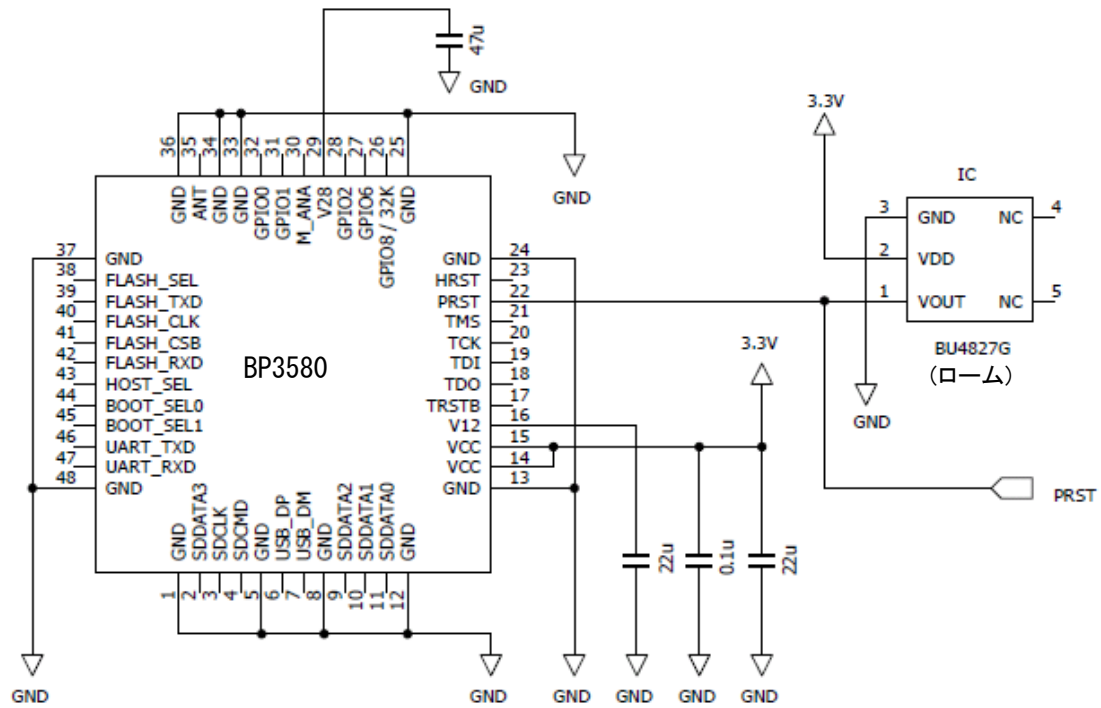 47u
GND
36
35
34
33
32
31
30
29
28
27
26
25
GND
ANT
GND
GND
GPIO0
GPIO1
M_ANA
V28
GPIO2
GPIO6
GPIO8 / 32K
GND
GND
37 GND
38 FLASH_SEL
39 FLASH_TXD
40 FLASH_CLK
41 FLASH_CSB
42 FLASH_RXD
43 HOST_SEL
44 BOOT_SEL0
45 BOOT_SEL1
46 UART_TXD
47 UART_RXD
48 GND
BP3580
GND 24
HRST 23
PRST 22
TMS 21
TCK 20
TDI 19
TDO 18
TRSTB 17
V12 16
VCC 15
VCC 14
GND 13
GND
SDDATA3
SDCLK
SDCMD
GND
USB_DP
USB_DM
GND
SDDATA2
SDDATA1
SDDATA0
GND
1
2
3
4
5
6
7
8
9
10
11
12
3.3V
IC
3 GND NC 4
2 VDD
1 VOUT NC 5
BU4827G
(ローム)
GND
3.3V
PRST
22u
0.1u
22u
GND
GND
GND
GND
GND
GND